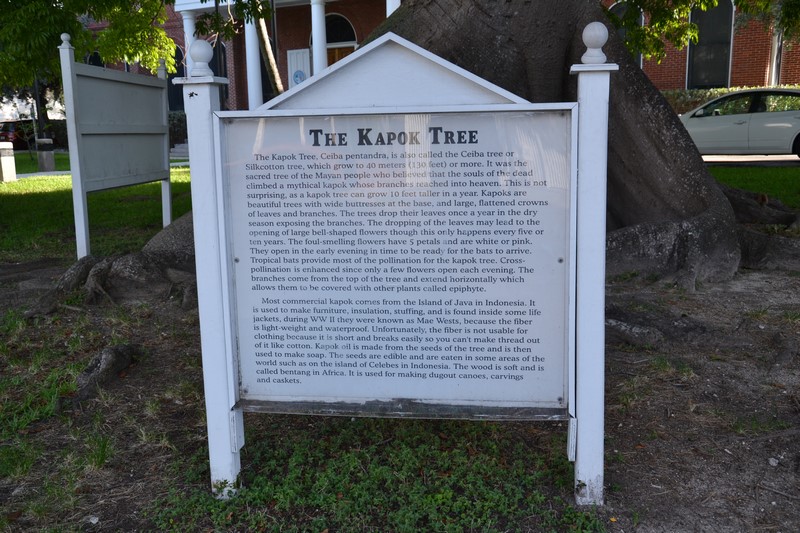 THE KAPOK TREE
The Kapok Tree, Ceiba pentandra, is also called the Ceiba tree or
Silkcotton tree, which grow to 40 meters (130 feet) or more. It was the
sacred tree of the Mayan people who believed that the souls of the dead
climbed a mythical kapok whose branches reached into heaven. This is not
surprising, as a kapok tree can grow 10 feet taller in a year. Kapoks are
beautiful trees with wide buttresses at the base, and large, flattened crowns
of leaves and branches. The trees drop their leaves once a year in the dry
season exposing the branches. The dropping of the leaves may lead to the
opening of large bell-shaped flowers though this only happens every five or
ten years. The foul-smelling flowers have 5 petals and are white or pink.
They open in the early evening in time to be ready for the bats to arrive.
Tropical bats provide most of the pollination for the kapok tree. Cross-
pollination is enhanced since only a few flowers open each evening. The
branches come from the top of the tree and extend horizontally which
allows them to be covered with other plants called epiphyte.
Most commercial kapok comes from the Island of Java in Indonesia. It
is used to make furniture, insulation, stuffing, and is found inside some life
jackets, during WW II they were known as Mae Wests, because the fiber
is light-weight and waterproof. Unfortunately, the fiber is not usable for
clothing because it is short and breaks easily so you can't make thread out
of it like cotton. Kapok oil is made from the seeds of the tree and is then
used to make soap. The seeds are edible and are eaten in some areas of the
world such as on the island of Celebes in Indonesia. The wood is soft and is
called bentang in Africa. It is used for making dugout canoes, carvings
and caskets.